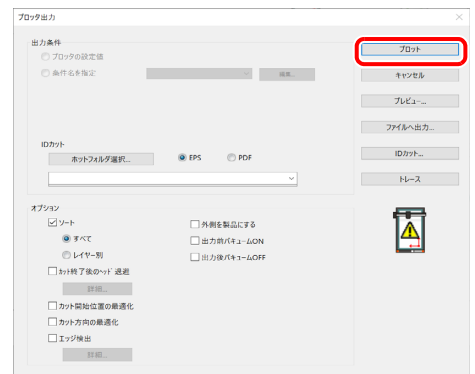 プロッタ出力
出力条件
プロッタの設定値
条件名を指定
編集...
IDカット
ホットフォルダ選択...
EPS
PDF
オプション
ソート
すべて
レイヤー別
カット終了後のヘッド退避
詳細...
カット開始位置の最適化
カット方向の最適化
エッジ検出
詳細...
外側を製品にする
出力前バキュームON
出力後バキュームOFF
プロット
キャンセル
プレビュー...
ファイルへ出力...
IDカット...
トレース